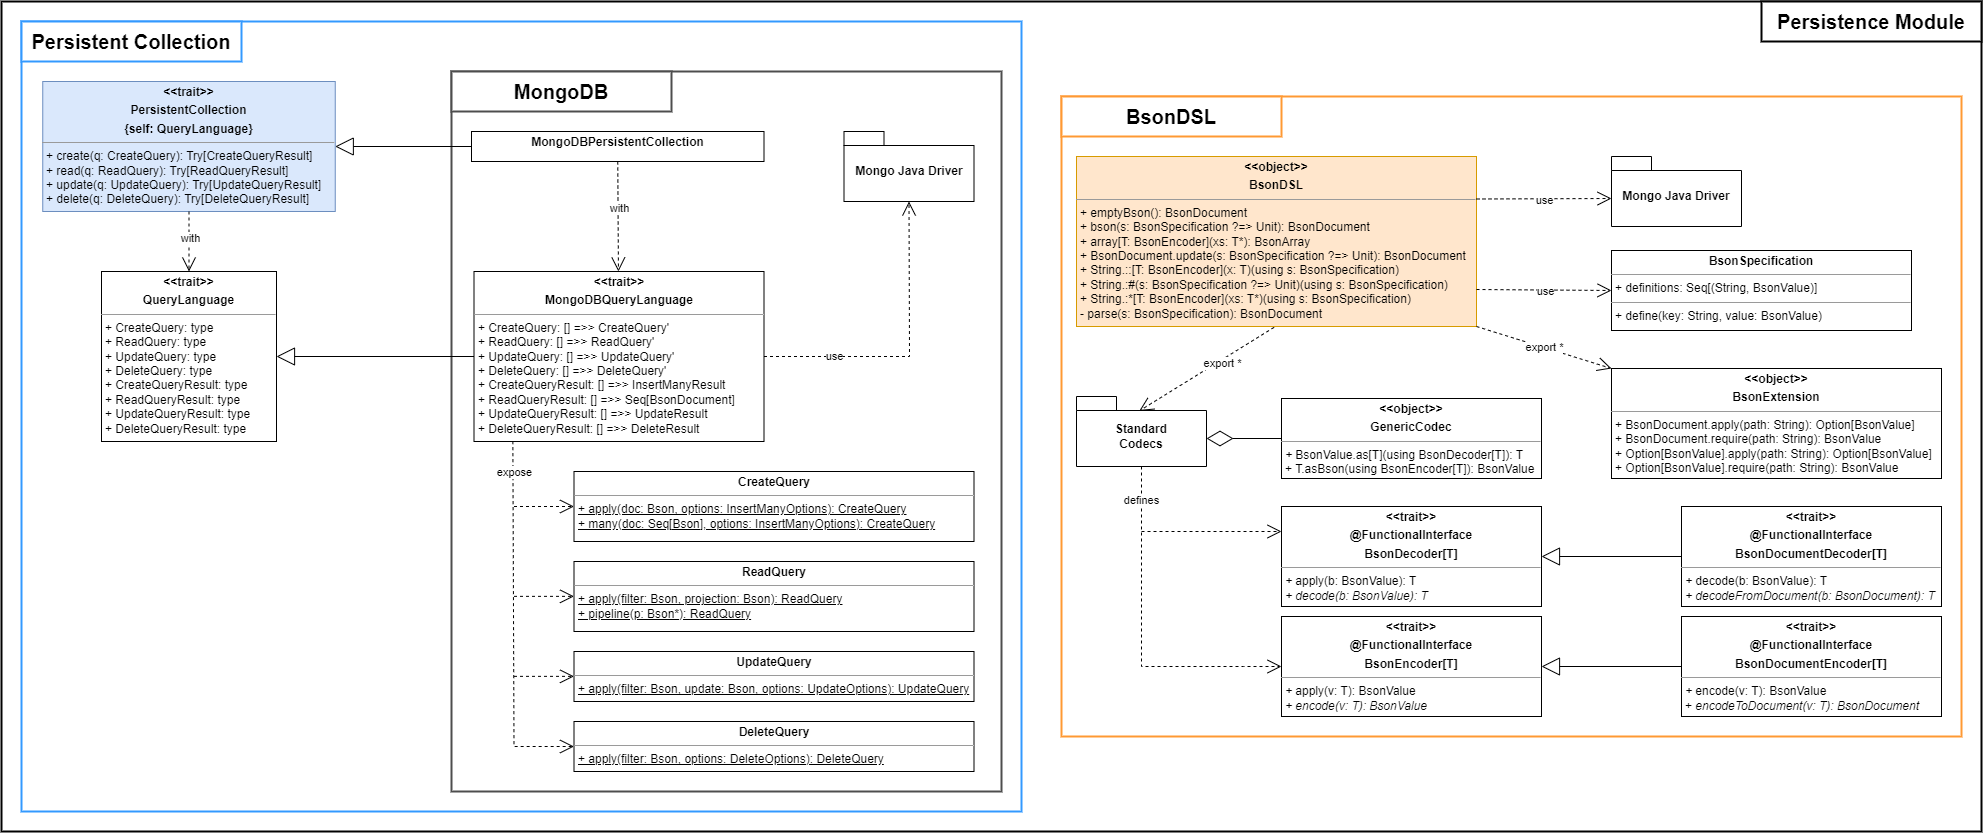 Persistence Module
Persistent Collection
<<trait>>
PersistentCollection
{self: QueryLanguage}
+ create(q: CreateQuery): Try[CreateQueryResult]
+ read(q: ReadQuery): Try[ReadQueryResult]
+ update(q: UpdateQuery): Try[UpdateQueryResult]
+ delete(q: DeleteQuery): Try[DeleteQueryResult]
with
<<trait>>
QueryLanguage
+ CreateQuery: type
+ ReadQuery: type
+ UpdateQuery: type
+ DeleteQuery: type
+ CreateQueryResult: type
+ ReadQueryResult: type
+ UpdateQueryResult: type
+ DeleteQueryResult: type
MongoDB
MongoDBPersistentCollection
with
Mongo Java Driver
<<trait>>
MongoDBQueryLanguage
+ CreateQuery: [] =>> CreateQuery'
+ ReadQuery: [] =>> ReadQuery'
+ UpdateQuery: [] =>> UpdateQuery'
+ DeleteQuery: [] =>> DeleteQuery'
+ CreateQueryResult: [] =>> InsertManyResult
+ ReadQueryResult: [] =>> Seq[BsonDocument]
+ UpdateQueryResult: [] =>> UpdateResult
+ DeleteQueryResult: [] =>> DeleteResult
use
expose
CreateQuery
+ apply(doc: Bson, options: InsertManyOptions): CreateQuery
+ many(doc: Seq[Bson], options: InsertManyOptions): CreateQuery
ReadQuery
+ apply(filter: Bson, projection: Bson): ReadQuery
+ pipeline(p: Bson*): ReadQuery
UpdateQuery
+ apply(filter: Bson, update: Bson, options: UpdateOptions): UpdateQuery
DeleteQuery
+ apply(filter: Bson, options: DeleteOptions): DeleteQuery
BsonDSL
<<object>>
BsonDSL
+ emptyBson(): BsonDocument
+ bson(s: BsonSpecification ?=> Unit): BsonDocument
+ array[T: BsonEncoder](xs: T*): BsonArray
+ BsonDocument.update(s: BsonSpecification ?=> Unit): BsonDocument
+ String.::[T: BsonEncoder](x: T)(using s: BsonSpecification)
+ String.:#(s: BsonSpecification ?=> Unit)(using s: BsonSpecification)
+ String.:*[T: BsonEncoder](xs: T*)(using s: BsonSpecification)
- parse(s: BsonSpecification): BsonDocument
use
Mongo Java Driver
use
BsonSpecification
+ definitions: Seq[(String, BsonValue)]
+ define(key: String, value: BsonValue)
export *
export *
<<object>>
BsonExtension
+ BsonDocument.apply(path: String): Option[BsonValue]
+ BsonDocument.require(path: String): BsonValue
+ Option[BsonValue].apply(path: String): Option[BsonValue]
+ Option[BsonValue].require(path: String): BsonValue
Standard
Codecs
<<object>>
GenericCodec
+ BsonValue.as[T](using BsonDecoder[T]): T
+ T.asBson(using BsonEncoder[T]): BsonValue
defines
<<trait>>
@FunctionalInterface
BsonDecoder[T]
+ apply(b: BsonValue): T
+ decode(b: BsonValue): T
<<trait>>
@FunctionalInterface
BsonDocumentDecoder[T]
+ decode(b: BsonValue): T
+ decodeFromDocument(b: BsonDocument): T
<<trait>>
@FunctionalInterface
BsonEncoder[T]
+ apply(v: T): BsonValue
+ encode(v: T): BsonValue
<<trait>>
@FunctionalInterface
BsonDocumentEncoder[T]
+ encode(v: T): BsonValue
+ encodeToDocument(v: T): BsonDocument